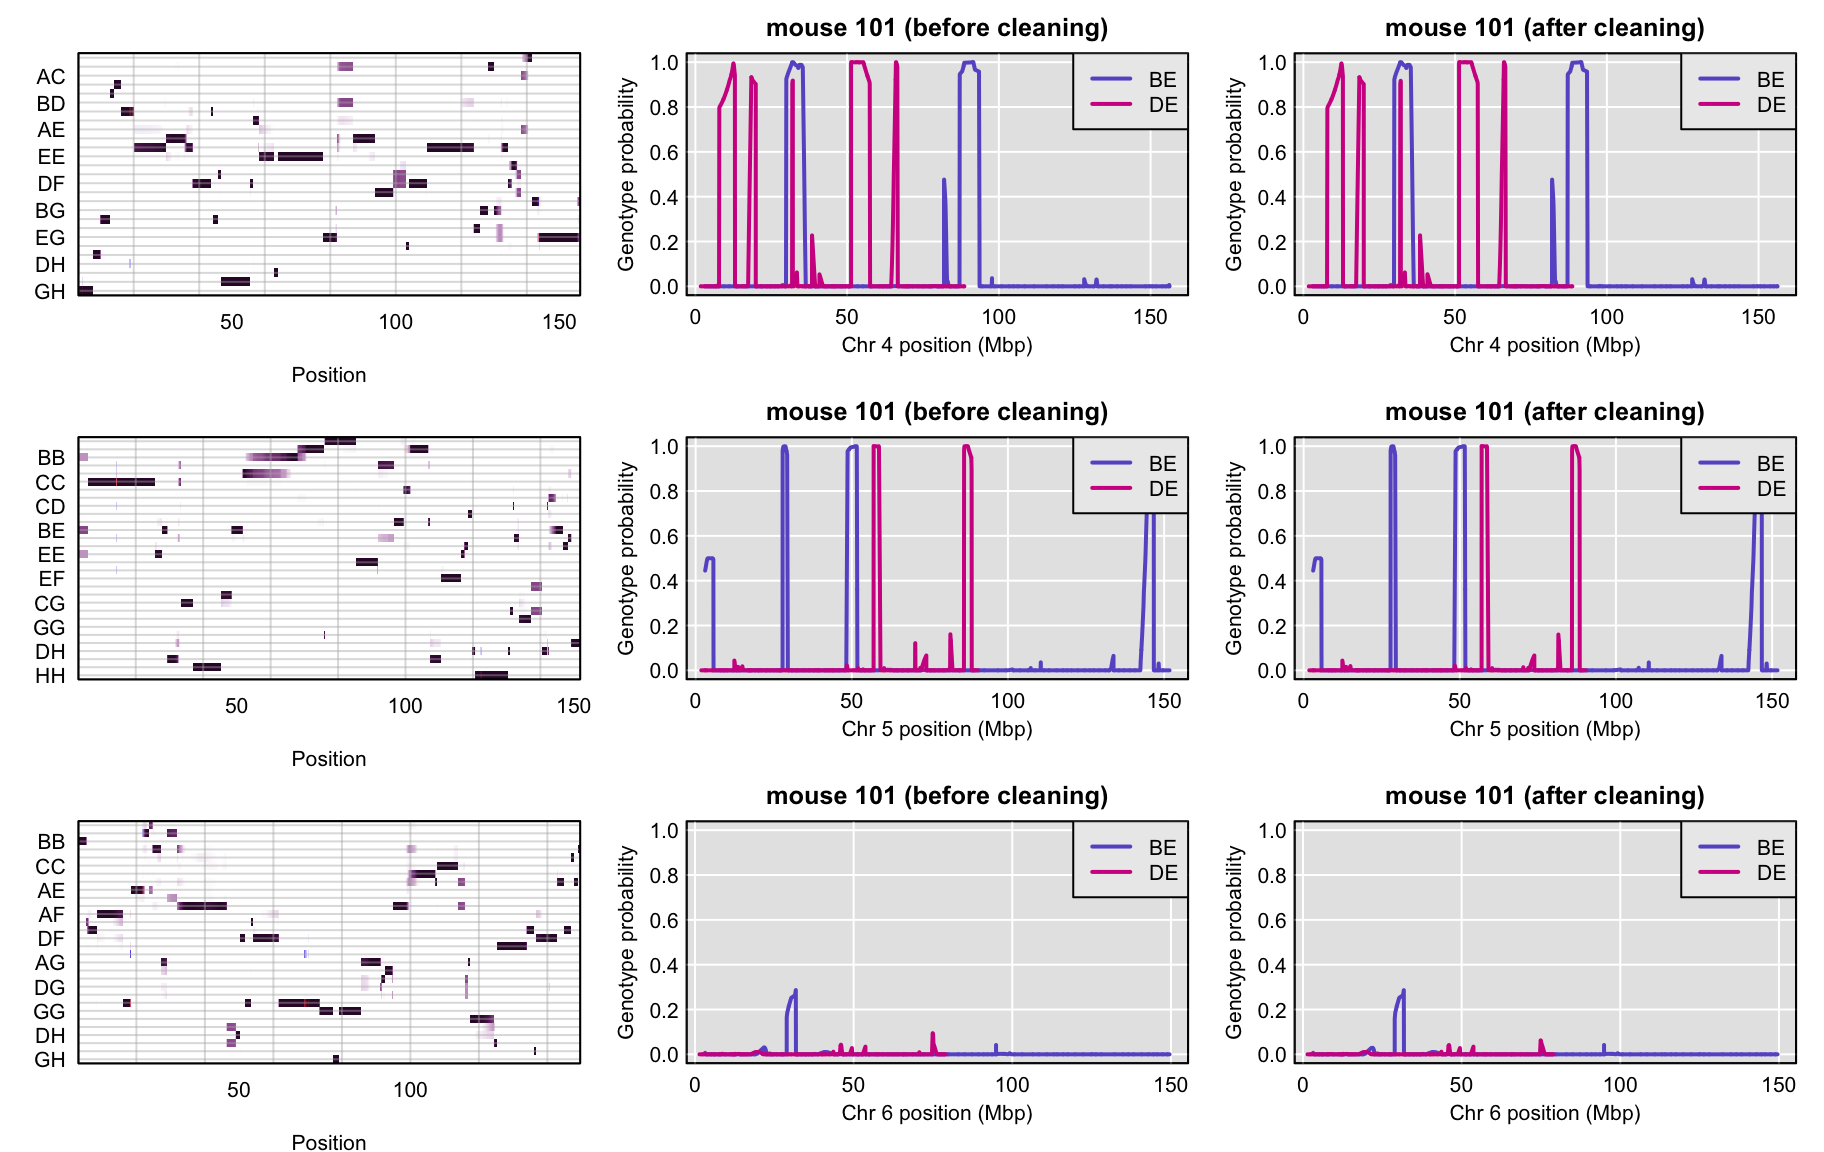 AC
BD
AE
EE
DF
BG
EG
DH
GH
50
100
150
Position
mouse 101 (before cleaning)
Genotype probability
1.0
0.8
0.6
0.4
0.2
0.0
BE
DE
0
50
100
150
Chr 4 position (Mbp)
mouse 101 (after cleaning)
Genotype probability
1.0
0.8
0.6
0.4
0.2
0.0
BE
DE
0
50
100
150
Chr 4 position (Mbp)
BB
CC
CD
BE
EE
EF
CG
GG
DH
HH
50
100
150
Position
mouse 101 (before cleaning)
Genotype probability
1.0
0.8
0.6
0.4
0.2
0.0
BE
DE
0
50
100
150
Chr 5 position (Mbp)
mouse 101 (after cleaning)
Genotype probability
1.0
0.8
0.6
0.4
0.2
0.0
BE
DE
0
50
100
150
Chr 5 position (Mbp)
BB
CC
AE
AF
DF
AG
DG
GG
DH
GH
50
100
Position
mouse 101 (before cleaning)
Genotype probability
1.0
0.8
0.6
0.4
0.2
0.0
BE
DE
0
50
100
150
Chr 6 position (Mbp)
mouse 101 (after cleaning)
Genotype probability
1.0
0.8
0.6
0.4
0.2
0.0
BE
DE
0
50
100
150
Chr 6 position (Mbp)